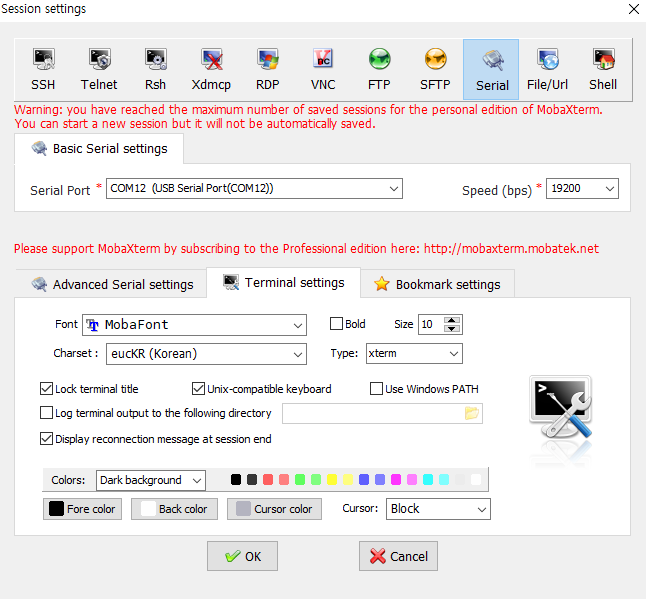 Session settings
SSH Telnet Rsh Xdmcp RDP VNC FTP SFTP Serial File/Url Shell
Warning: you have reached the maximum number of saved sessions for the personal edition of MobaXterm.
You can start a new session but it will not be automatically saved.
Basic Serial settings
Serial Port * COM12 (USB Serial Port(COM12)) Speed (bps) * 19200
Please support MobaXterm by subscribing to the Professional edition here: http://mobaxterm.mobatek.net
Advanced Serial settings Terminal settings Bookmark settings
Font MobaFont Bold Size 10
Charset : eucKR (Korean) Type: xterm
Lock terminal title Unix-compatible keyboard Use Windows PATH
Log terminal output to the following directory
Display reconnection message at session end
Colors: Dark background
Fore color Back color Cursor color Cursor: Block
OK Cancel